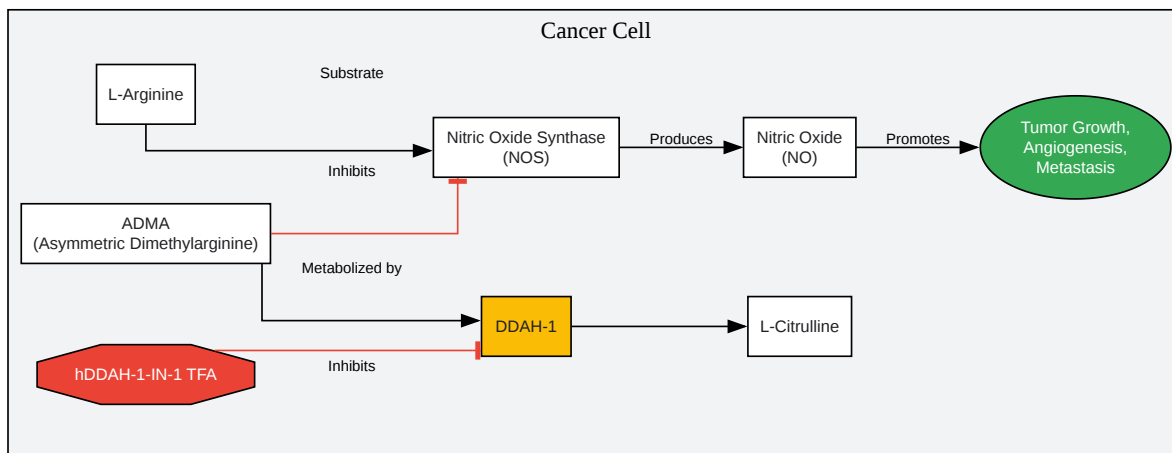 Cancer Cell
Substrate
L-Arginine
Nitric Oxide Synthase
(NOS)
Produces
Nitric Oxide
(NO)
Promotes
Tumor Growth,
Angiogenesis,
Metastasis
Inhibits
ADMA
(Asymmetric Dimethylarginine)
Metabolized by
DDAH-1
L-Citrulline
Inhibits
hDDAH-1-IN-1 TFA